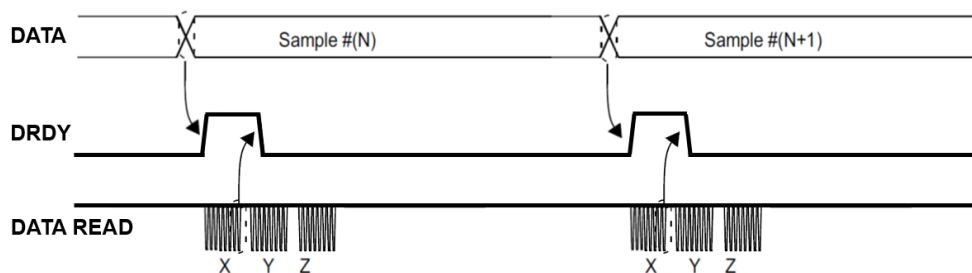 DATA
Sample #(N)
Sample #(N+1)
DRDY
DATA READ
X Y Z
X Y Z